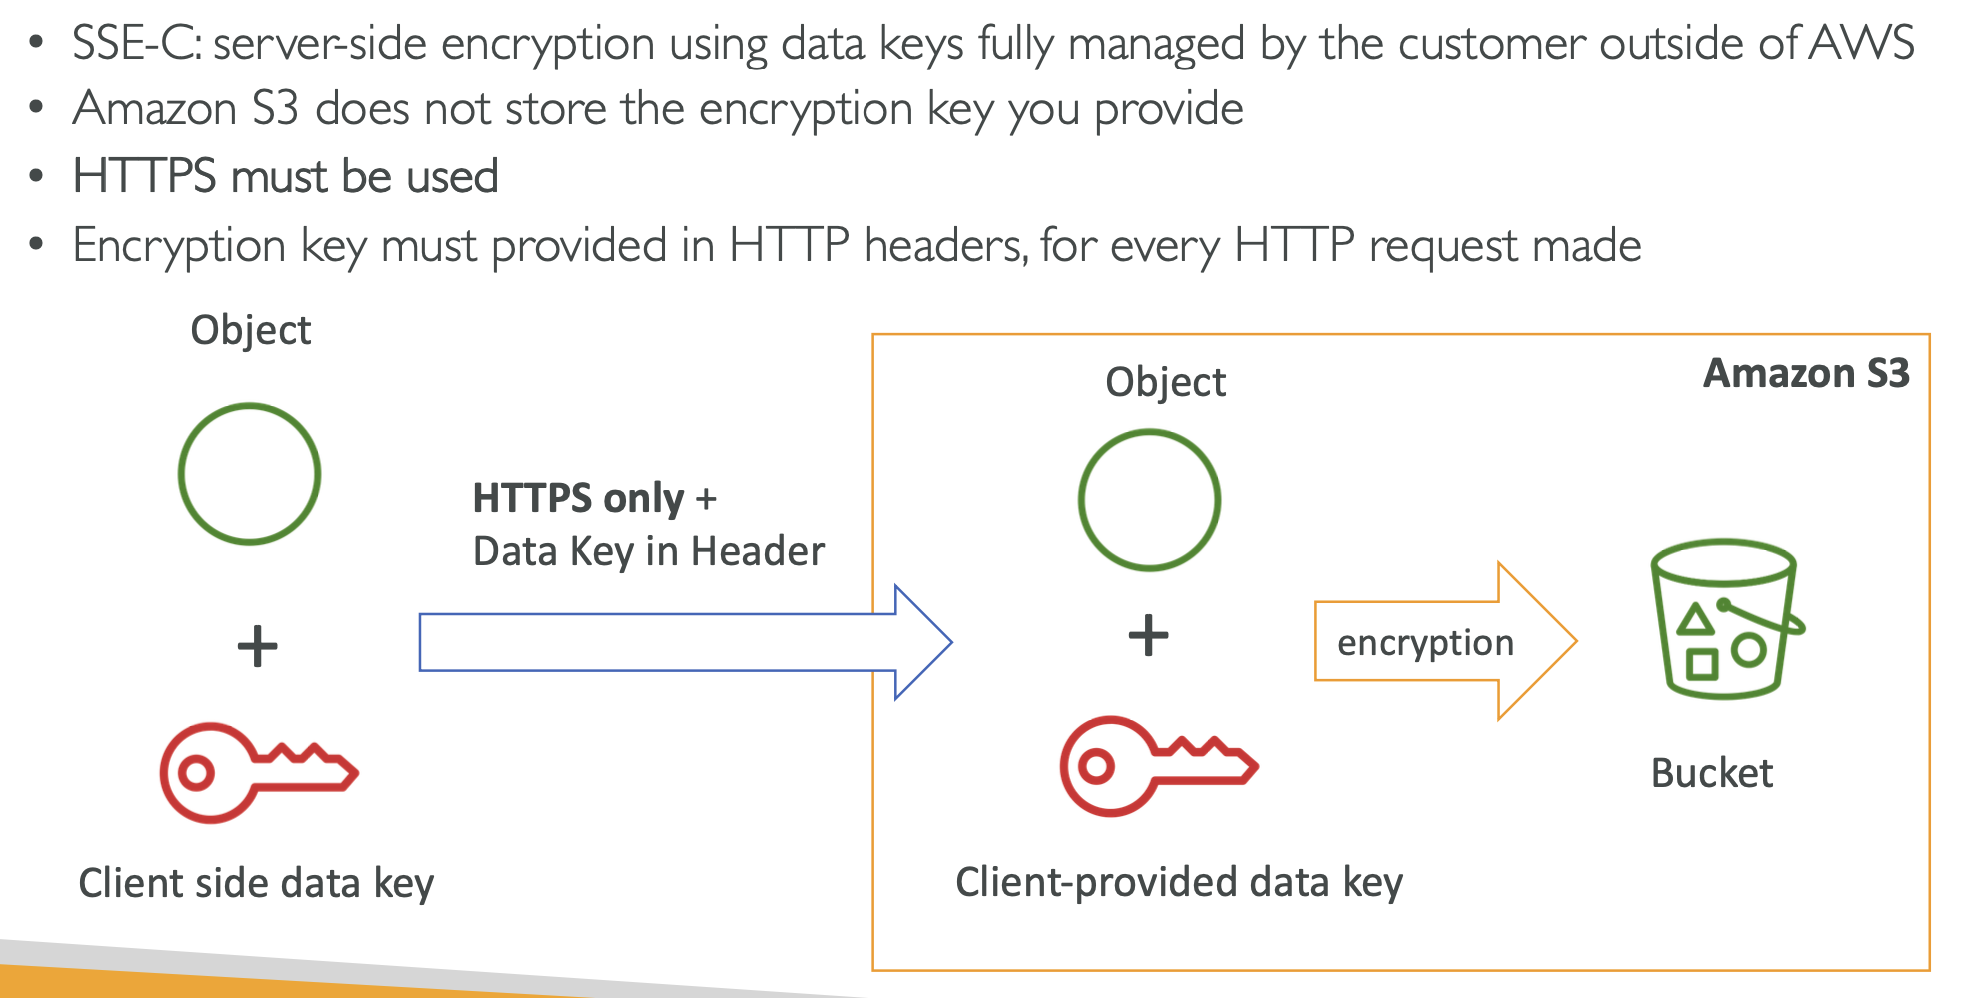 • SSE-C: server-side encryption using data keys fully managed by the customer outside of AWS
• Amazon S3 does not store the encryption key you provide
• HTTPS must be used
• Encryption key must provided in HTTP headers, for every HTTP request made
Object
Object
Amazon S3
HTTPS only +
Data Key in Header
+
+
encryption
Bucket
Client side data key
Client-provided data key